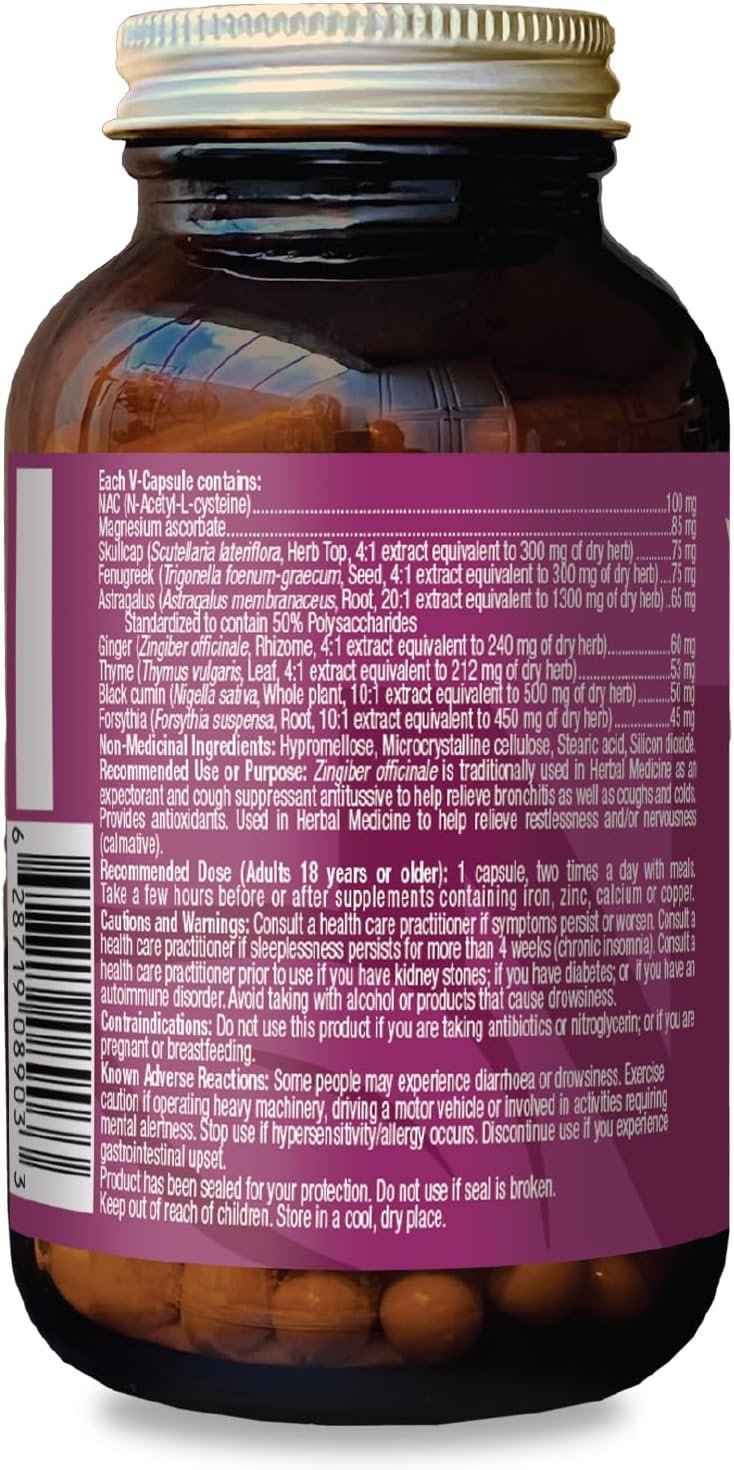 Each V-Capsule contains:
NAC (N-Acetyl-L-cysteine)....................100 mg
Magnesium ascorbate....................85 mg
Skullcap (Scutellaria lateriflora, Herb Top, 4:1 extract equivalent to 300 mg of dry herb)..........75 mg
Fenugreek (Trigonella foenum-graecum, Seed, 4:1 extract equivalent to 300 mg of dry herb)....75 mg
Astragalus (Astragalus membranaceus, Root, 20:1 extract equivalent to 1300 mg of dry herb)..65 mg
Standardized to contain 50% Polysaccharides
Ginger (Zingiber officinale, Rhizome, 4:1 extract equivalent to 240 mg of dry herb)..................60 mg
Thyme (Thymus vulgaris, Leaf, 4:1 extract equivalent to 212 mg of dry herb)..........................53 mg
Black cumin (Nigella sativa, Whole plant, 10:1 extract equivalent to 500 mg of dry herb)..........50 mg
Forsythia (Forsythia suspensa, Root, 10:1 extract equivalent to 450 mg of dry herb)................45 mg
Non-Medicinal Ingredients: Hypromellose, Microcrystalline cellulose, Stearic acid, Silicon dioxide.
Recommended Use or Purpose: Zingiber officinale is traditionally used in Herbal Medicine as an
expectorant and cough suppressant antitussive to help relieve bronchitis as well as coughs and colds.
Provides antioxidants. Used in Herbal Medicine to help relieve restlessness and/or nervousness
(calmative).
Recommended Dose (Adults 18 years or older): 1 capsule, two times a day with meals.
Take a few hours before or after supplements containing iron, zinc, calcium or copper.
Cautions and Warnings: Consult a health care practitioner if symptoms persist or worsen. Consult a
health care practitioner if sleeplessness persists for more than 4 weeks (chronic insomnia). Consult a
health care practitioner prior to use if you have kidney stones; if you have diabetes; or if you have an
autoimmune disorder. Avoid taking with alcohol or products that cause drowsiness.
Contraindications: Do not use this product if you are taking antibiotics or nitroglycerin; or if you are
pregnant or breastfeeding.
Known Adverse Reactions: Some people may experience diarrhoea or drowsiness. Exercise
caution if operating heavy machinery, driving a motor vehicle or involved in activities requiring
mental alertness. Stop use if hypersensitivity/allergy occurs. Discontinue use if you experience
gastrointestinal upset.
Product has been sealed for your protection. Do not use if seal is broken.
Keep out of reach of children. Store in a cool, dry place.
6 28719 08903 3